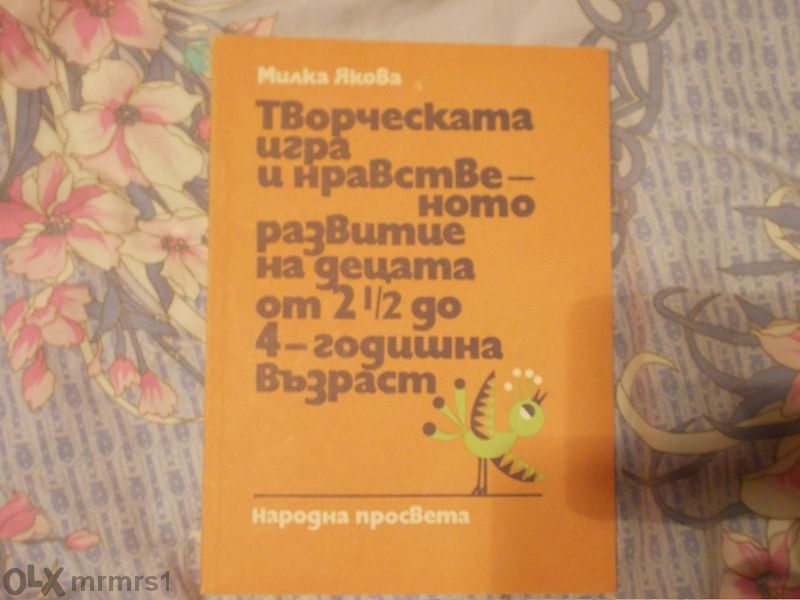 Милка Якова
Творческата
игра
и нравстве–
ното
развитие
на децата
от 2 1/2 до
4–годишна
възраст
народна просвета
OLX mrmrs1